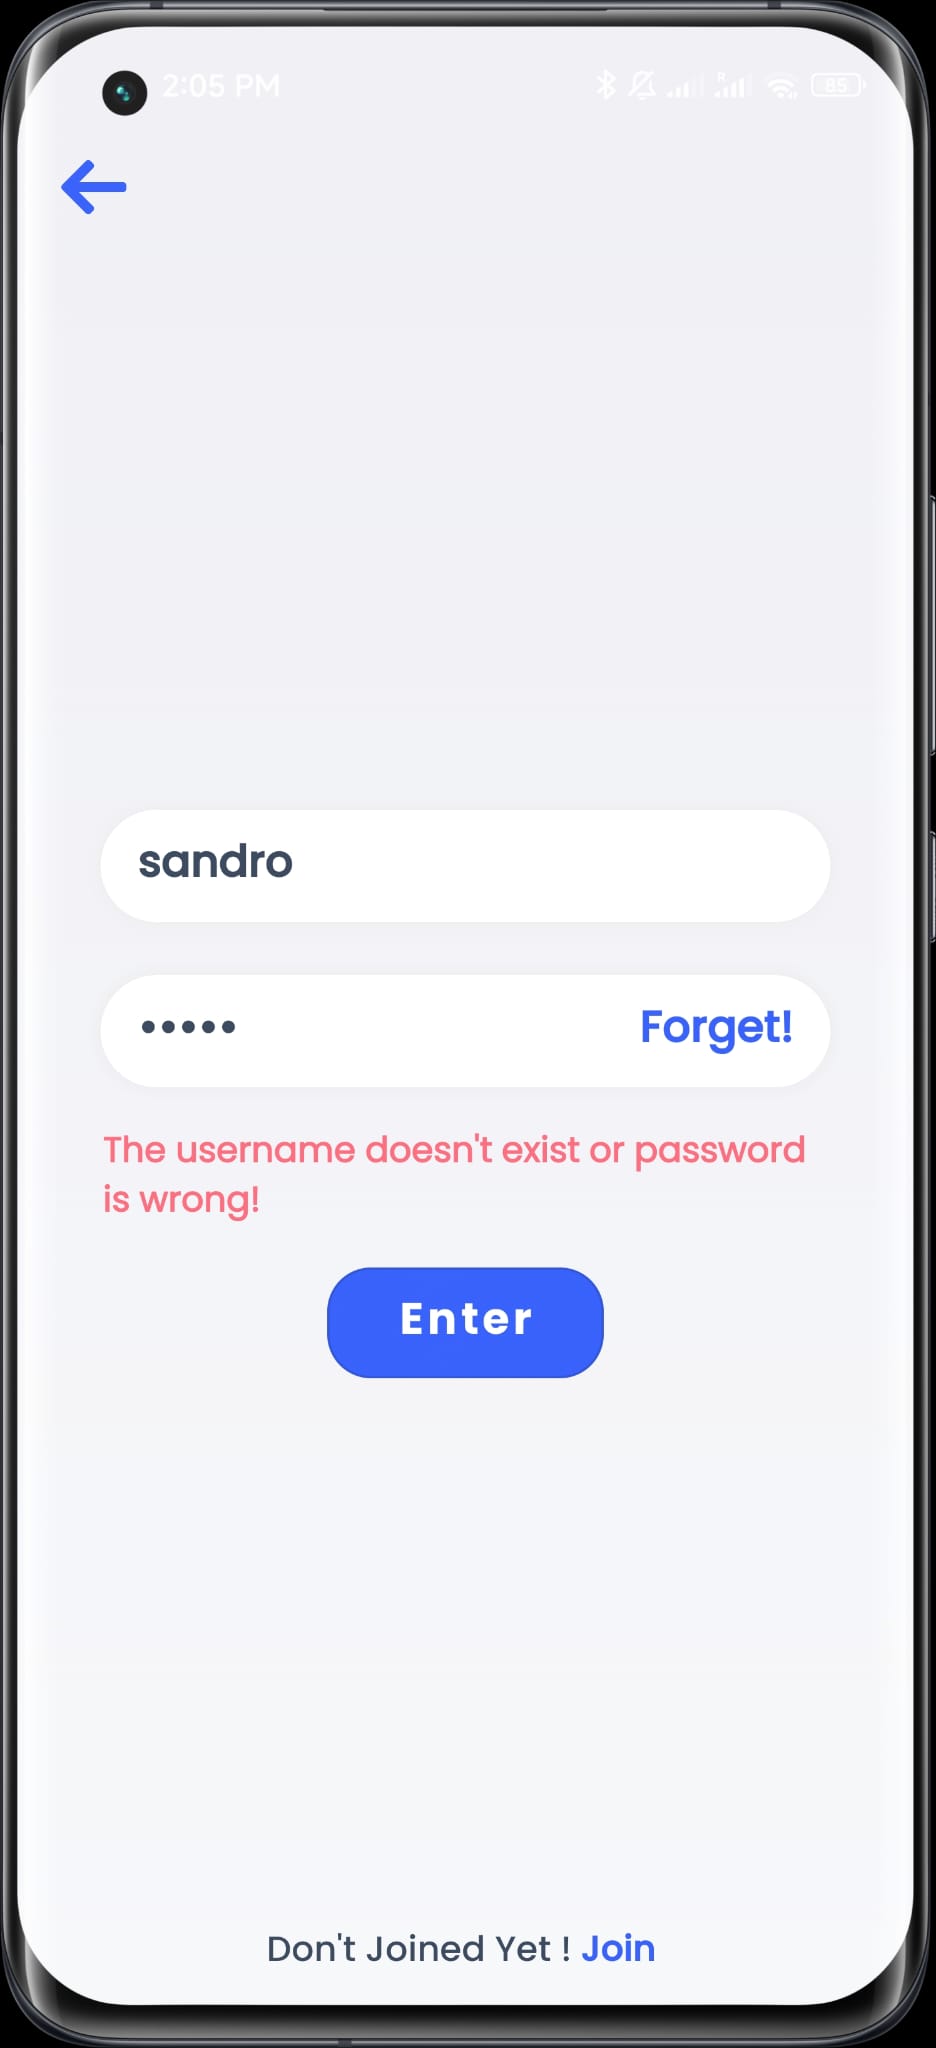 2:05 PM
R
85
sandro
•••••
Forget!
The username doesn't exist or password
is wrong!
Enter
Don't Joined Yet ! Join